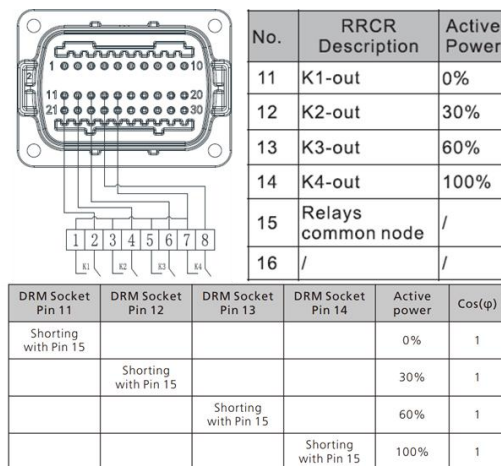 1 10
2
11 20
21 30
1 2 3 4 5 6 7 8
K1 K2 K3 K4
No. RRCR Description Active Power
11 K1-out 0%
12 K2-out 30%
13 K3-out 60%
14 K4-out 100%
15 Relays common node /
16 / /
DRM Socket Pin 11 DRM Socket Pin 12 DRM Socket Pin 13 DRM Socket Pin 14 Active power Cos(φ)
Shorting with Pin 15 0% 1
Shorting with Pin 15 30% 1
Shorting with Pin 15 60% 1
Shorting with Pin 15 100% 1